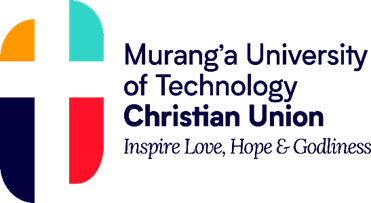 Murang'a University
of Technology
Christian Union
Inspire Love, Hope & Godliness